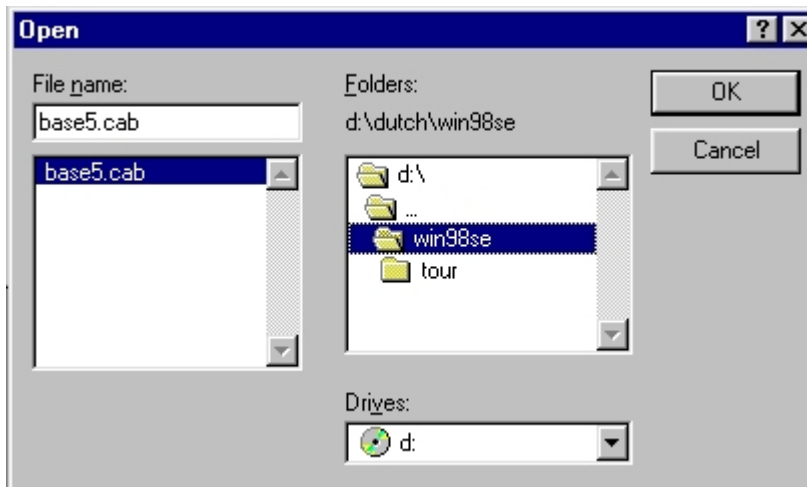 Open
File name:
base5.cab
base5.cab
Folders:
d:\dutch\win98se
d:\
...
win98se
tour
Drives:
d:
OK
Cancel